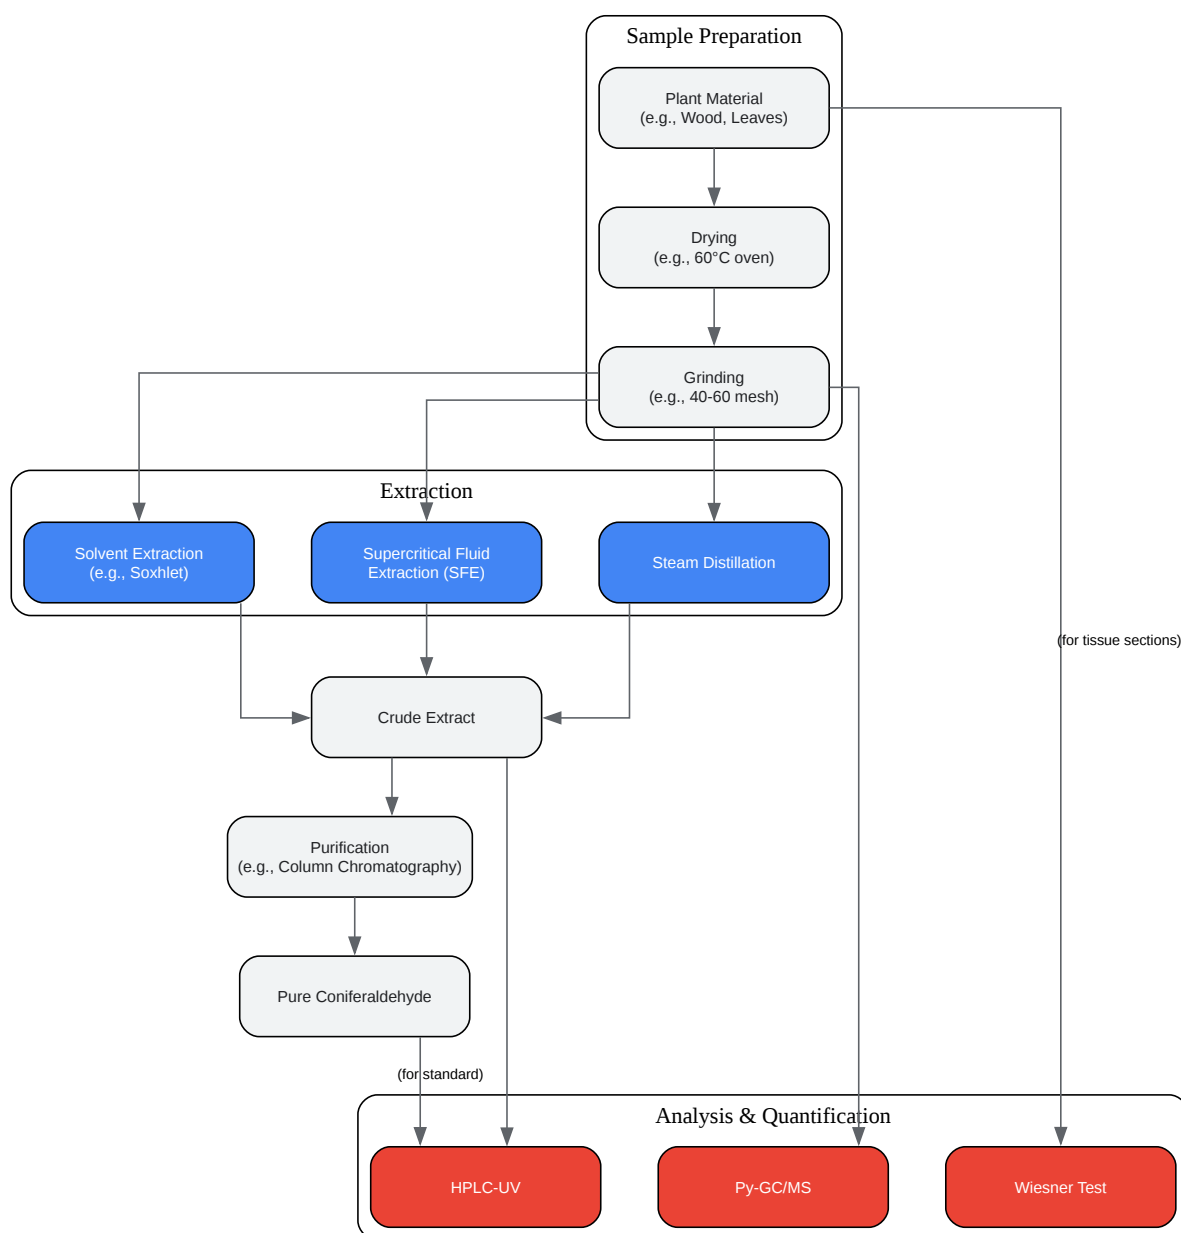 Sample Preparation
Plant Material
(e.g., Wood, Leaves)
Drying
(e.g., 60°C oven)
Grinding
(e.g., 40-60 mesh)
Extraction
Solvent Extraction
(e.g., Soxhlet)
Supercritical Fluid
Extraction (SFE)
Steam Distillation
(for tissue sections)
Crude Extract
Purification
(e.g., Column Chromatography)
Pure Coniferaldehyde
(for standard)
Analysis & Quantification
HPLC-UV
Py-GC/MS
Wiesner Test